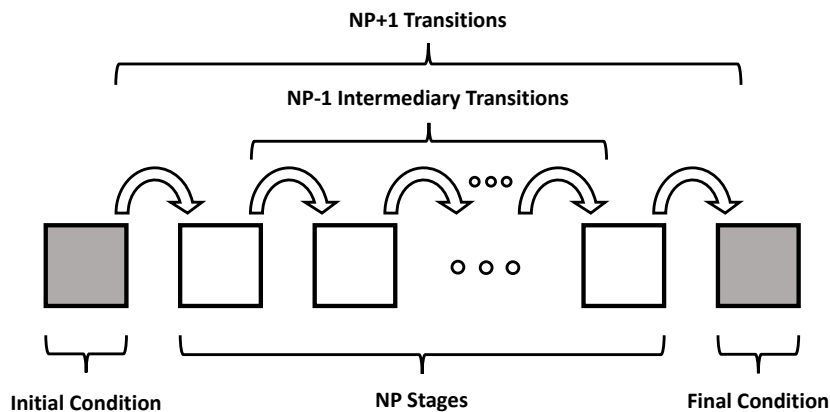 NP+1 Transitions
NP-1 Intermediary Transitions
Initial Condition
NP Stages
Final Condition